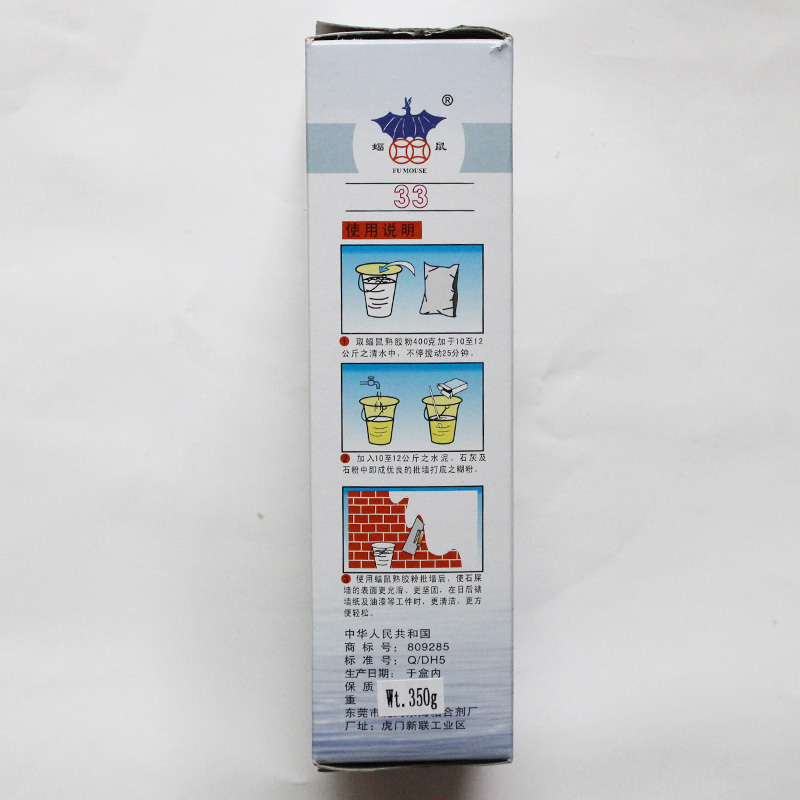 ®
蝠 鼠
FU MOUSE
33
使用说明
1 取蝠鼠熟胶粉400克加于10至12
公斤之清水中，不停搅动25分钟。
2 加入10至12公斤之水泥、石灰及
石粉中即成优良的批墙打底之糊粉。
3 使用蝠鼠熟胶粉批墙后，使石屎
墙的表面更光滑、更坚固，在日后裱
墙纸及油漆等工件时，更清洁，更方
便轻松。
中华人民共和国
商标号：809285
标准号：Q/DH5
生产日期：于盒内
保质
重
Wt.350g
东莞市 合剂厂
厂址：虎门新联工业区